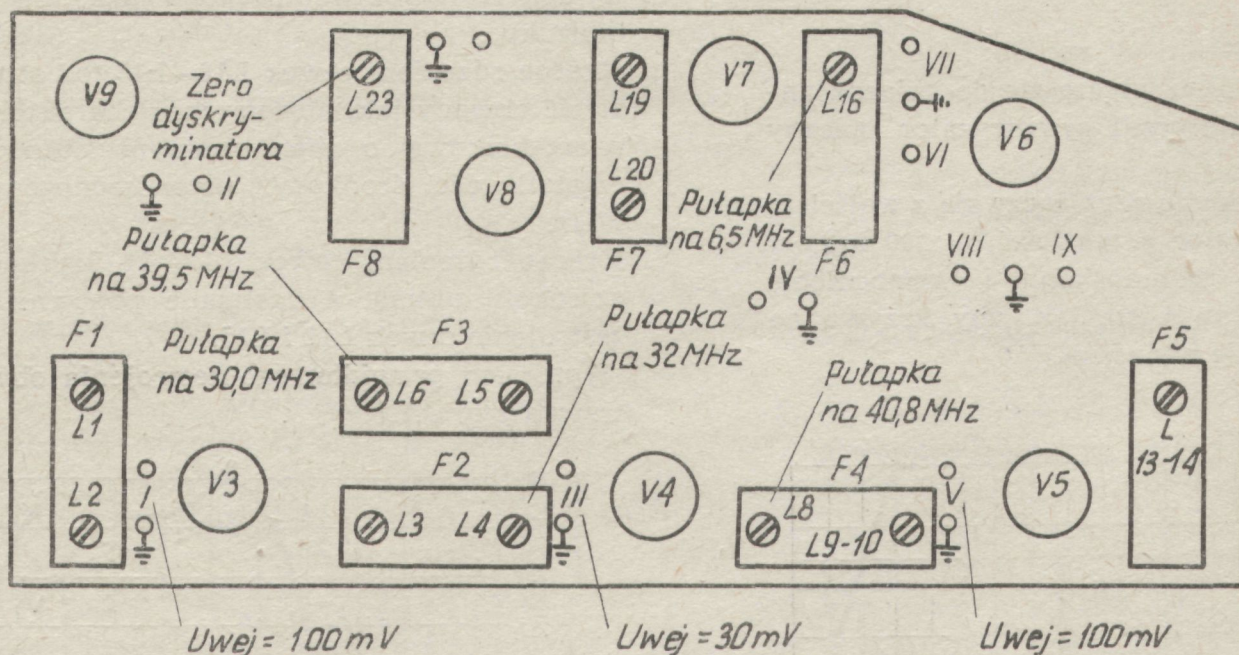 V9
Zero
dyskry-
minatora
II
L23
F8
V8
L19
L20
F7
V7
L16
F6
Pułapka
na 6,5 MHz
VII
VI
V6
IV
VIII
IX
Pułapka
na 39,5 MHz
F1
Pułapka
na 30,0 MHz
L1
L2
I
V3
F3
L6 L5
F2
L3 L4
Pułapka
na 32 MHz
III
V4
Pułapka
na 40,8 MHz
F4
L8
L9-10
V
V5
F5
L
13-14
Uwej = 100 mV
Uwej = 30 mV
Uwej = 100 mV